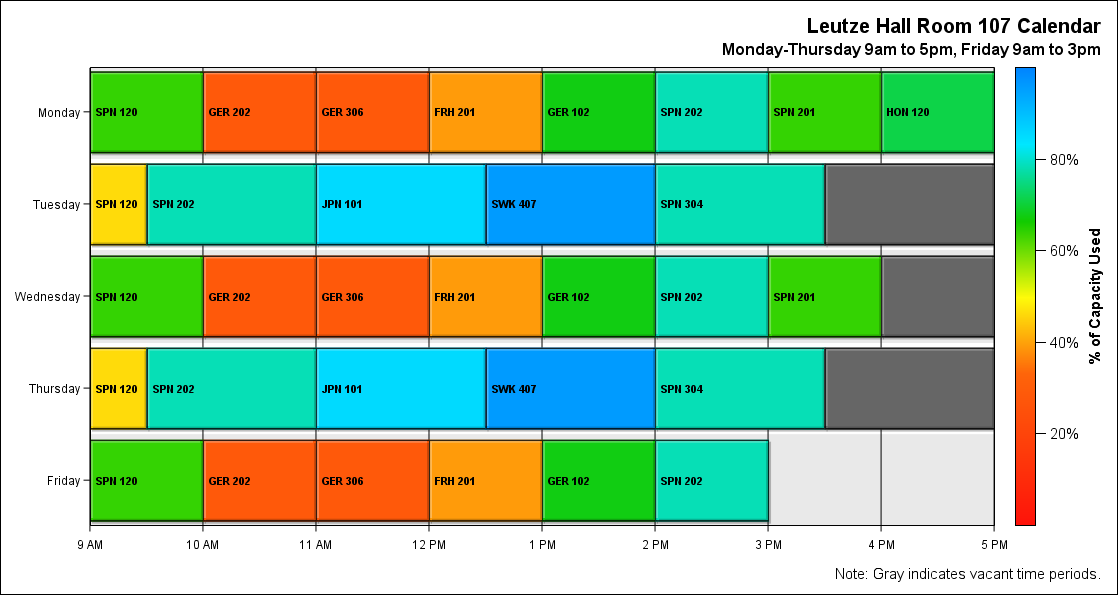 Leutze Hall Room 107 Calendar
Monday-Thursday 9am to 5pm, Friday 9am to 3pm
Monday
SPN 120 GER 202 GER 306 FRH 201 GER 102 SPN 202 SPN 201 HON 120
Tuesday
SPN 120 SPN 202 JPN 101 SWK 407 SPN 304
Wednesday
SPN 120 GER 202 GER 306 FRH 201 GER 102 SPN 202 SPN 201
Thursday
SPN 120 SPN 202 JPN 101 SWK 407 SPN 304
Friday
SPN 120 GER 202 GER 306 FRH 201 GER 102 SPN 202
9 AM 10 AM 11 AM 12 PM 1 PM 2 PM 3 PM 4 PM 5 PM
80%
60%
40%
20%
% of Capacity Used
Note: Gray indicates vacant time periods.